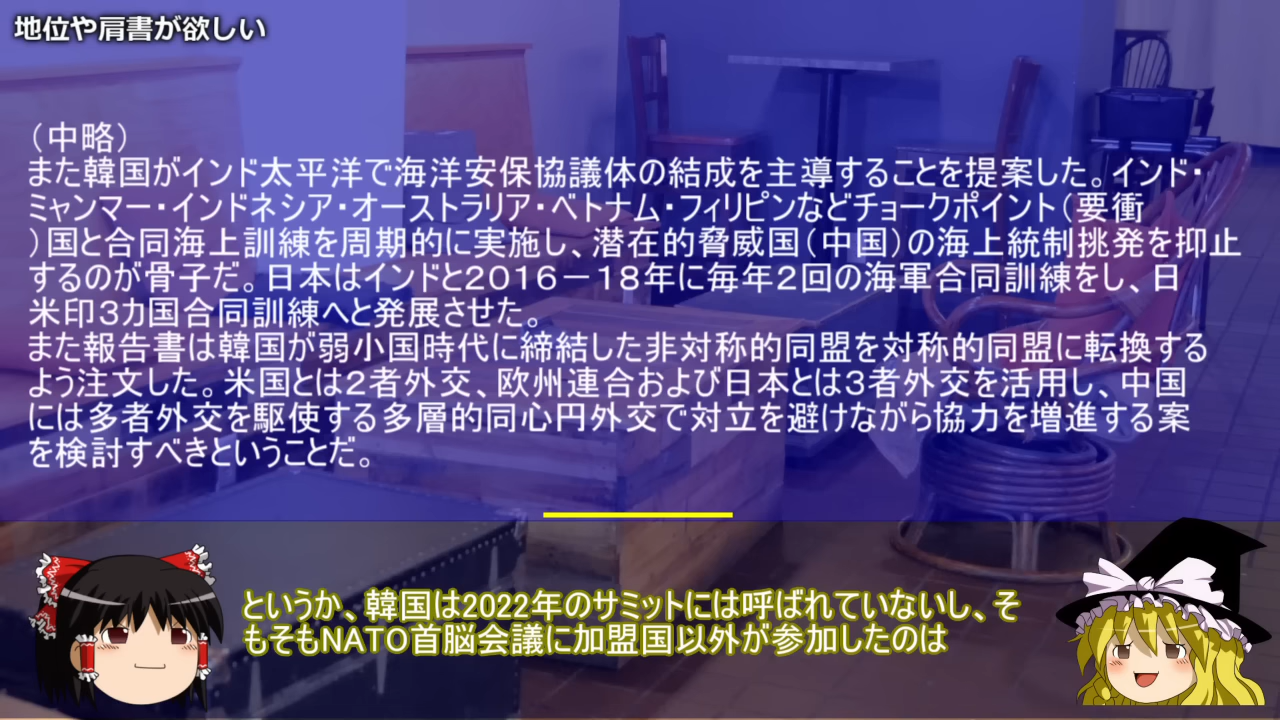 地位や肩書が欲しい
（中略）
また韓国がインド太平洋で海洋安保協議体の結成を主導することを提案した。インド・
ミャンマー・インドネシア・オーストラリア・ベトナム・フィリピンなどチョークポイント（要衝
）国と合同海上訓練を周期的に実施し、潜在的脅威国（中国）の海上統制挑発を抑止
するのが骨子だ。日本はインドと２０１６－１８年に毎年２回の海軍合同訓練をし、日
米印３カ国合同訓練へと発展させた。
また報告書は韓国が弱小国時代に締結した非対称的同盟を対称的同盟に転換する
よう注文した。米国とは２者外交、欧州連合および日本とは３者外交を活用し、中国
には多者外交を駆使する多層的同心円外交で対立を避けながら協力を増進する案
を検討すべきということだ。
というか、韓国は2022年のサミットには呼ばれていないし、そ
もそもNATO首脳会議に加盟国以外が参加したのは